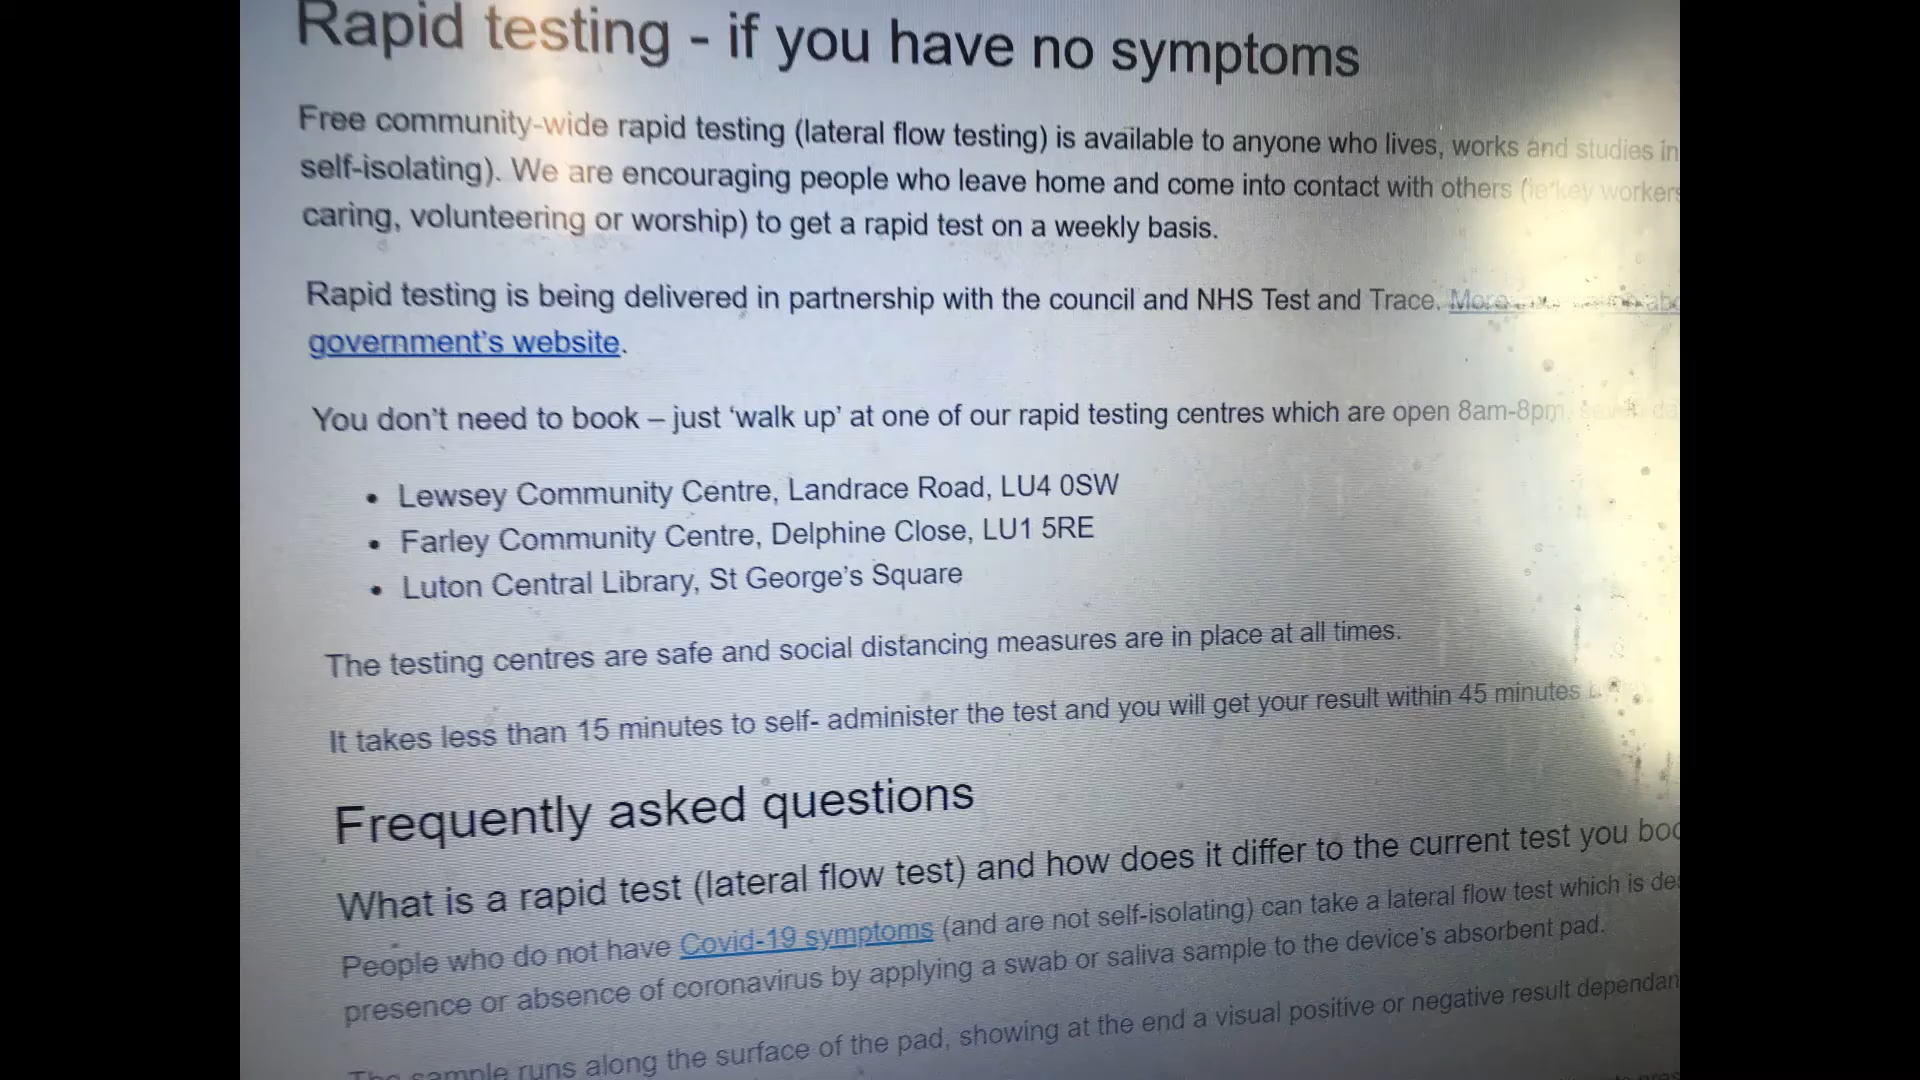 Rapid testing - if you have no symptoms
Free community-wide rapid testing (lateral flow testing) is available to anyone who lives, works and studies in
self-isolating). We are encouraging people who leave home and come into contact with others (ie key workers
caring, volunteering or worship) to get a rapid test on a weekly basis.
Rapid testing is being delivered in partnership with the council and NHS Test and Trace. More
government's website.
You don't need to book – just 'walk up' at one of our rapid testing centres which are open 8am-8pm,
• Lewsey Community Centre, Landrace Road, LU4 0SW
• Farley Community Centre, Delphine Close, LU1 5RE
• Luton Central Library, St George's Square
The testing centres are safe and social distancing measures are in place at all times.
It takes less than 15 minutes to self- administer the test and you will get your result within 45 minutes
Frequently asked questions
What is a rapid test (lateral flow test) and how does it differ to the current test you boo
People who do not have Covid-19 symptoms (and are not self-isolating) can take a lateral flow test which is des
presence or absence of coronavirus by applying a swab or saliva sample to the device's absorbent pad.
The sample runs along the surface of the pad, showing at the end a visual positive or negative result dependan